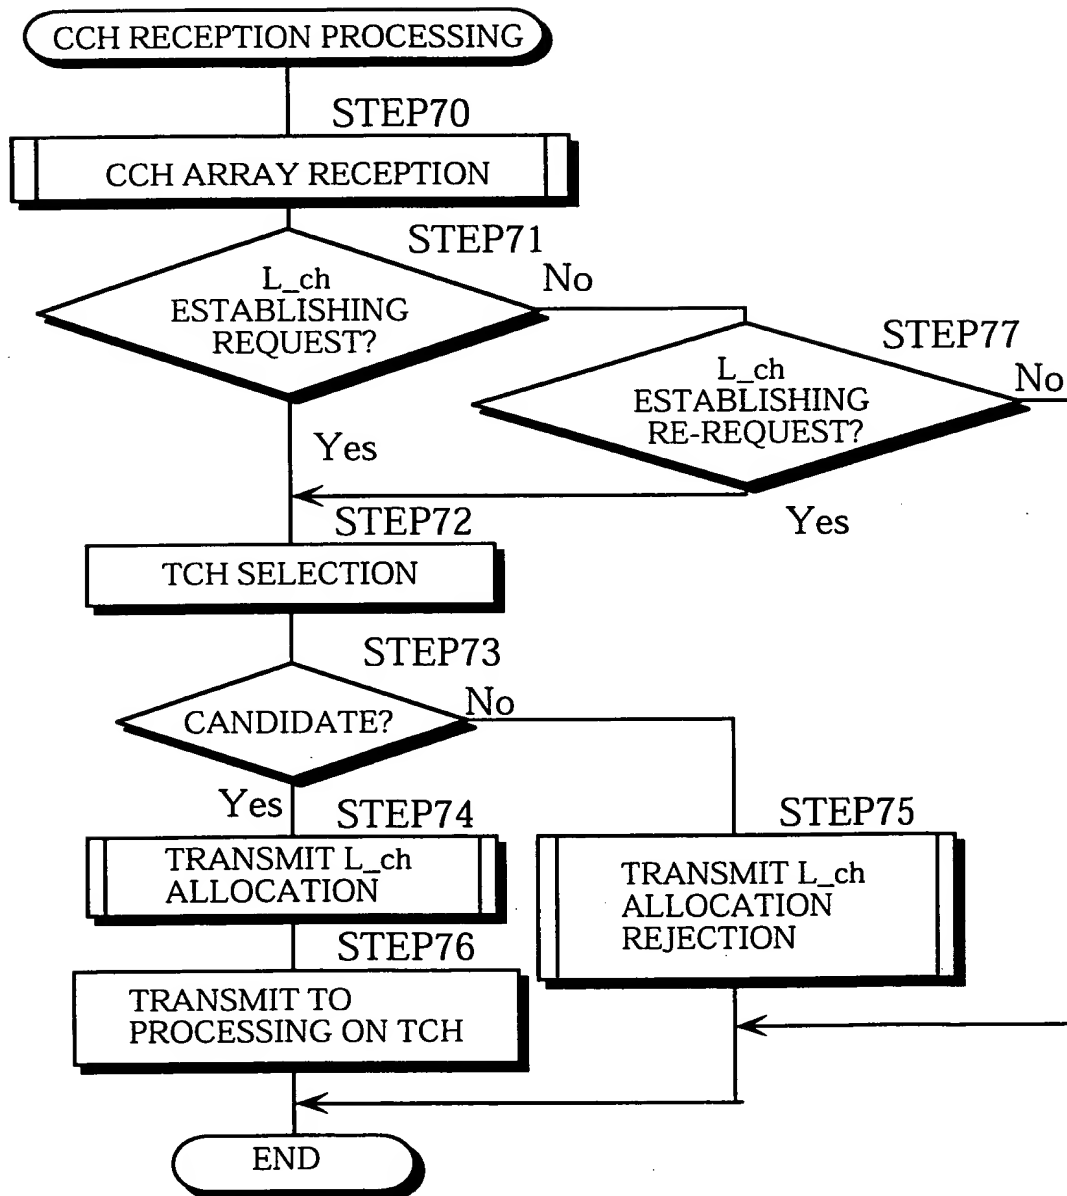 CCH RECEPTION PROCESSING
STEP70
CCH ARRAY RECEPTION
STEP71
L_ch
ESTABLISHING
REQUEST?
No
STEP77
L_ch
ESTABLISHING
RE-REQUEST?
No
Yes
Yes
STEP72
TCH SELECTION
STEP73
CANDIDATE?
No
Yes
STEP74
TRANSMIT L_ch
ALLOCATION
STEP75
TRANSMIT L_ch
ALLOCATION
REJECTION
STEP76
TRANSMIT TO
PROCESSING ON TCH
END